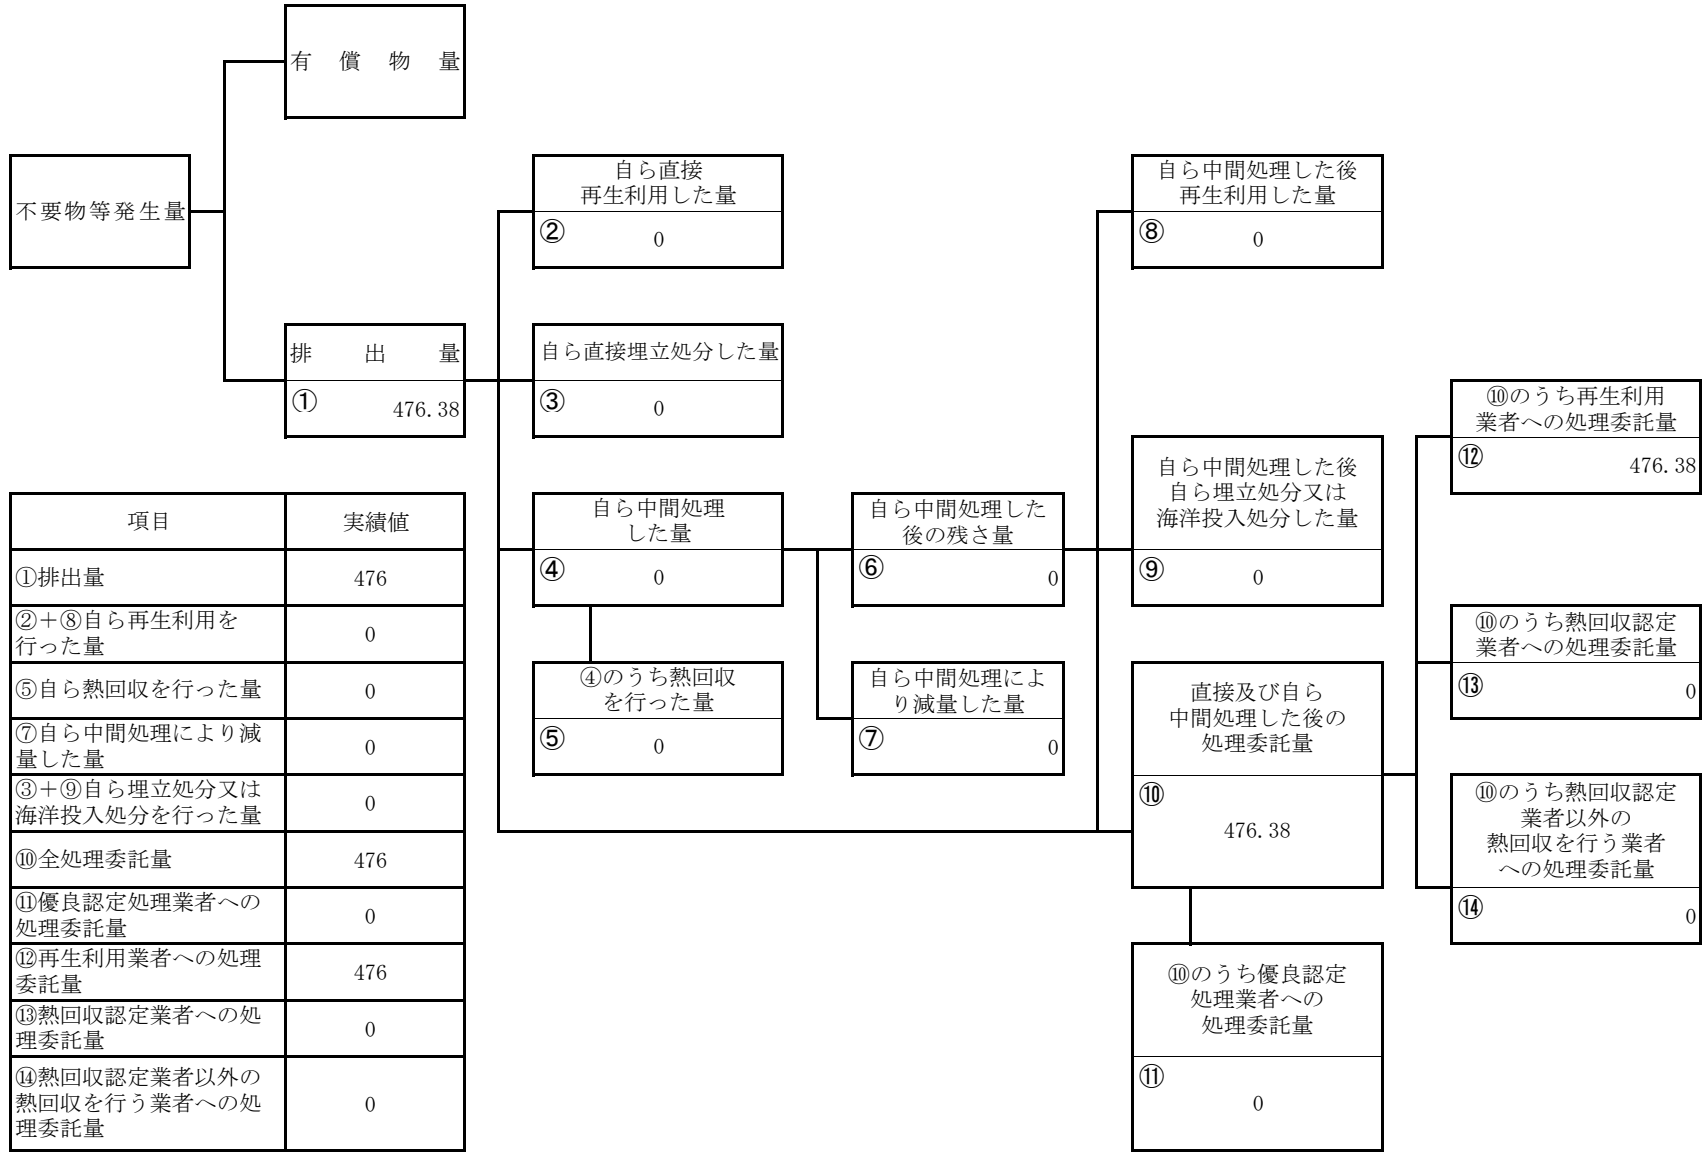 有償物量
不要物等発生量
排出量
①
476.38
自ら直接
再生利用した量
②
0
自ら直接埋立処分した量
③
0
自ら中間処理
した量
④
0
④のうち熱回収
を行った量
⑤
0
自ら中間処理した
後の残さ量
⑥
0
自ら中間処理によ
り減量した量
⑦
0
自ら中間処理した後
再生利用した量
⑧
0
自ら中間処理した後
自ら埋立処分又は
海洋投入処分した量
⑨
0
直接及び自ら
中間処理した後の
処理委託量
⑩
476.38
⑩のうち優良認定
処理業者への
処理委託量
⑪
0
⑩のうち再生利用
業者への処理委託量
⑫
476.38
⑩のうち熱回収認定
業者への処理委託量
⑬
0
⑩のうち熱回収認定
業者以外の
熱回収を行う業者
への処理委託量
⑭
0
項目 実績値
①排出量 476
②＋⑧自ら再生利用を
行った量 0
⑤自ら熱回収を行った量 0
⑦自ら中間処理により減
量した量 0
③＋⑨自ら埋立処分又は
海洋投入処分を行った量 0
⑩全処理委託量 476
⑪優良認定処理業者への
処理委託量 0
⑫再生利用業者への処理
委託量 476
⑬熱回収認定業者への処
理委託量 0
⑭熱回収認定業者以外の
熱回収を行う業者への処
理委託量 0